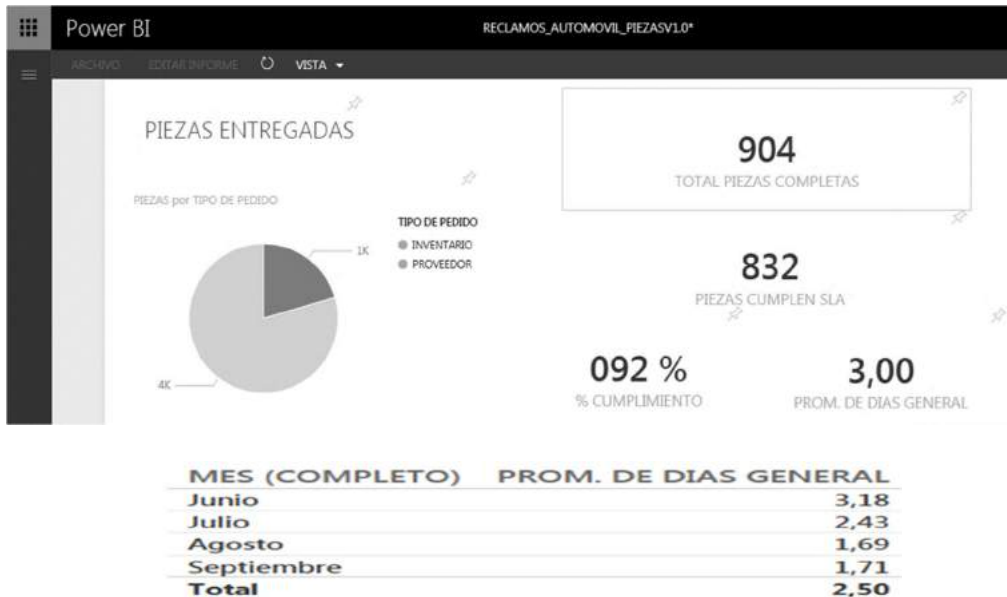 Power BI
RECLAMOS_AUTOMOVIL_PIEZASV1.0*
ARCHIVO EDITAR INFORME VISTA
PIEZAS ENTREGADAS
PIEZAS por TIPO DE PEDIDO
TIPO DE PEDIDO
INVENTARIO
PROVEEDOR
1K
4K
904
TOTAL PIEZAS COMPLETAS
832
PIEZAS CUMPLEN SLA
092 %
% CUMPLIMIENTO
3,00
PROM. DE DIAS GENERAL
MES (COMPLETO) PROM. DE DIAS GENERAL
Junio 3,18
Julio 2,43
Agosto 1,69
Septiembre 1,71
Total 2,50